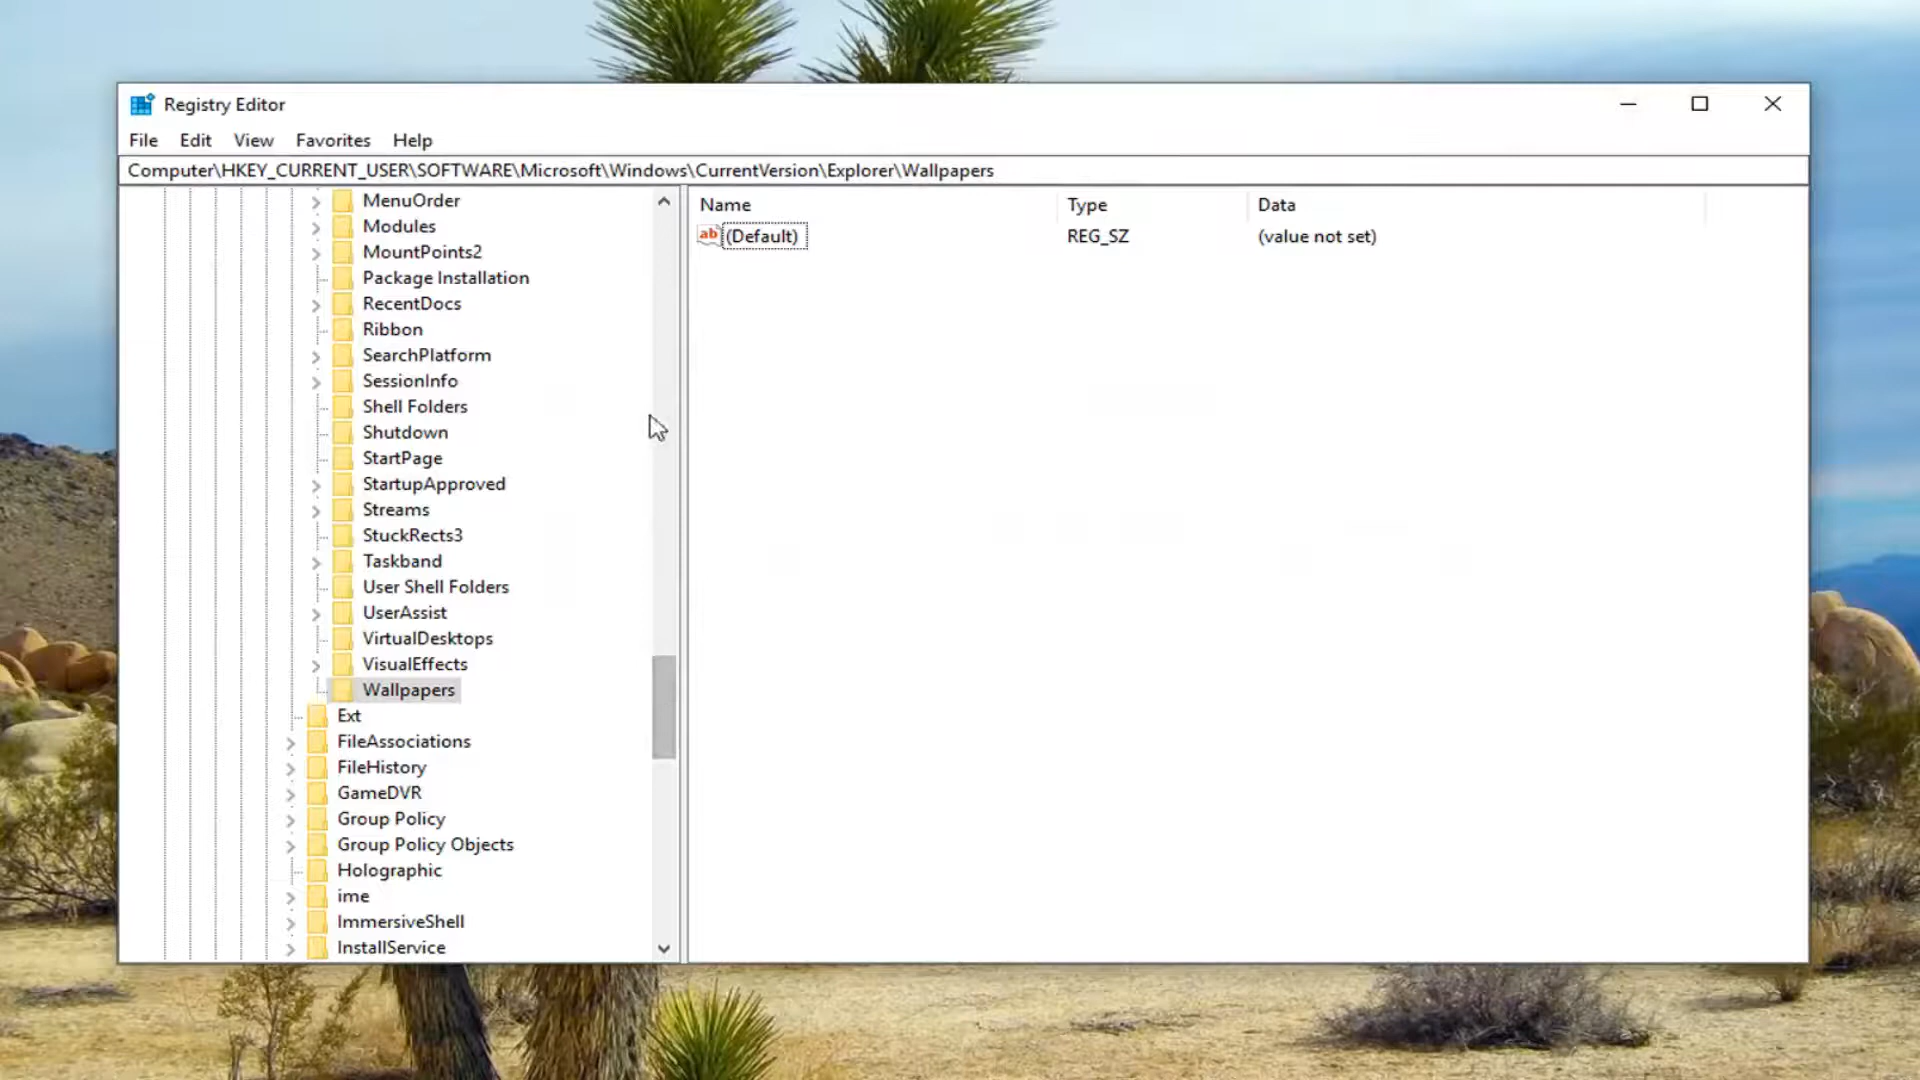 Registry Editor
File Edit View Favorites Help
Computer\HKEY_CURRENT_USER\SOFTWARE\Microsoft\Windows\CurrentVersion\Explorer\Wallpapers
MenuOrder
Modules
MountPoints2
Package Installation
RecentDocs
Ribbon
SearchPlatform
SessionInfo
Shell Folders
Shutdown
StartPage
StartupApproved
Streams
StuckRects3
Taskband
User Shell Folders
UserAssist
VirtualDesktops
VisualEffects
Wallpapers
Ext
FileAssociations
FileHistory
GameDVR
Group Policy
Group Policy Objects
Holographic
ime
ImmersiveShell
InstallService
Name Type Data
ab (Default) REG_SZ (value not set)